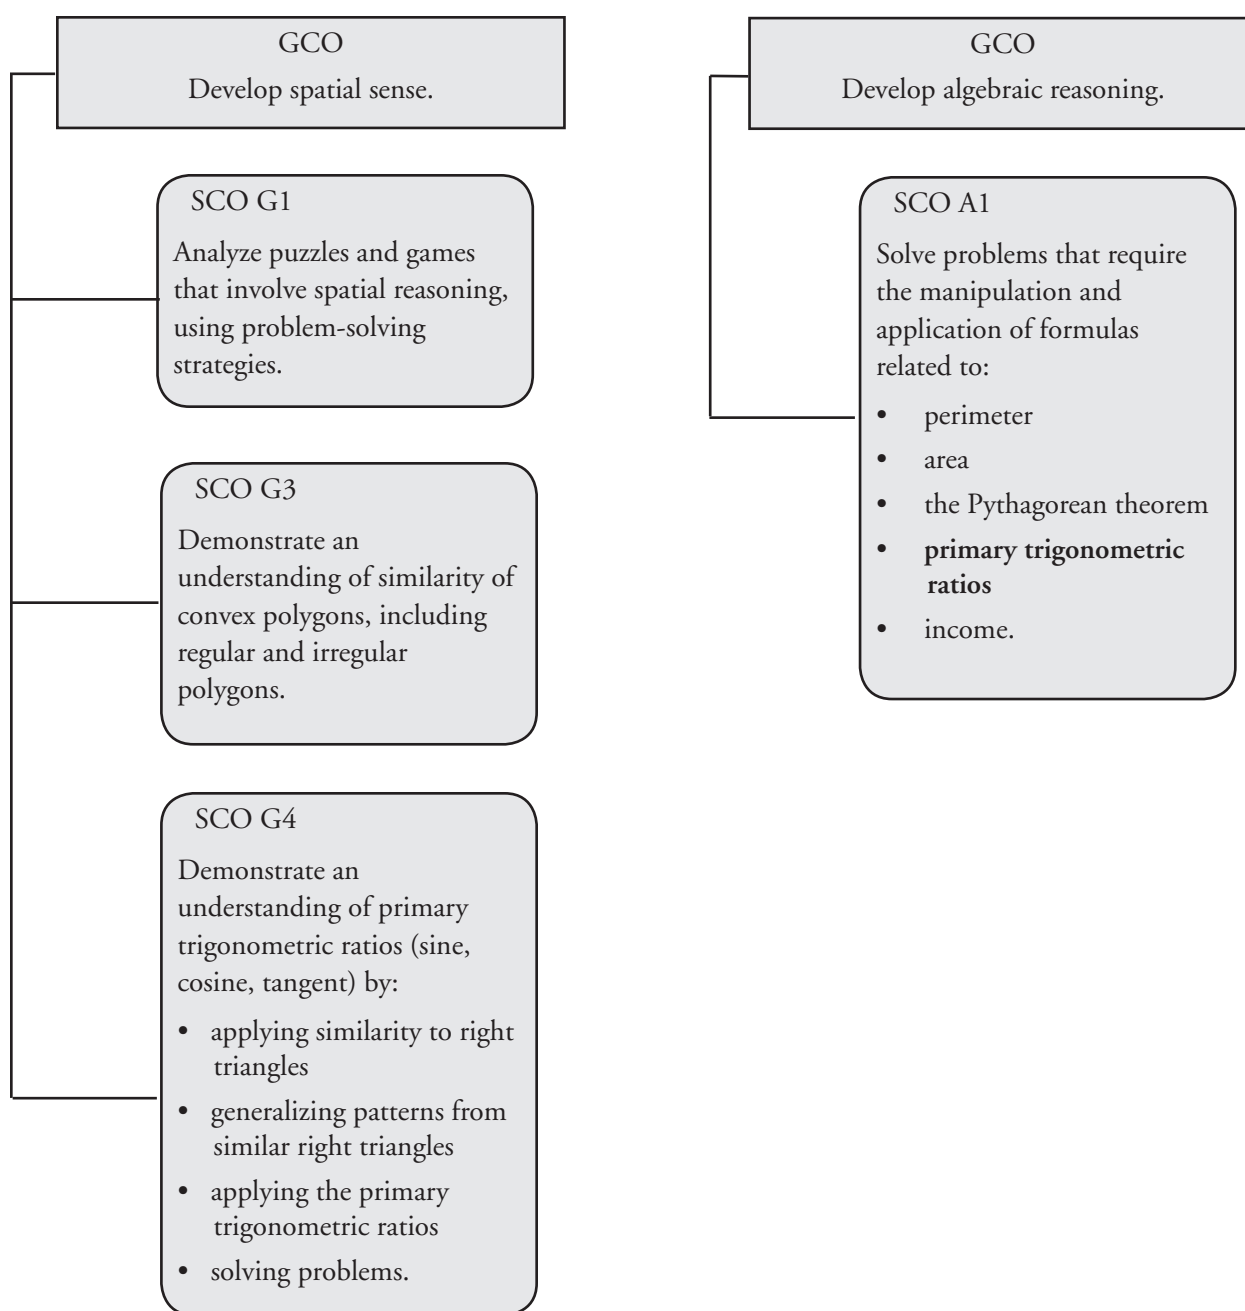 GCO
Develop spatial sense.
SCO G1
Analyze puzzles and games
that involve spatial reasoning,
using problem-solving
strategies.
SCO G3
Demonstrate an
understanding of similarity of
convex polygons, including
regular and irregular
polygons.
SCO G4
Demonstrate an
understanding of primary
trigonometric ratios (sine,
cosine, tangent) by:
• applying similarity to right
triangles
• generalizing patterns from
similar right triangles
• applying the primary
trigonometric ratios
• solving problems.
GCO
Develop algebraic reasoning.
SCO A1
Solve problems that require
the manipulation and
application of formulas
related to:
• perimeter
• area
• the Pythagorean theorem
• primary trigonometric
ratios
• income.